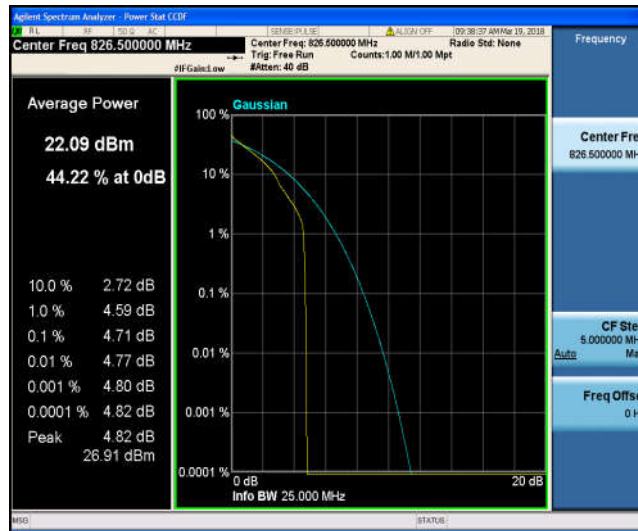 Agilent Spectrum Analyzer - Power Stat CCDF
RL RF 50 Ω AC SENSE:PULSE ALIGN OFF 09:38:37 AM Mar 19, 2018
Center Freq 826.500000 MHz
Center Freq: 826.500000 MHz Radio Std: None
Trig: Free Run Counts:1.00 M/1.00 Mpt
#IFGain:Low #Atten: 40 dB
Frequency
Average Power
22.09 dBm
44.22 % at 0dB
10.0 % 2.72 dB
1.0 % 4.59 dB
0.1 % 4.71 dB
0.01 % 4.77 dB
0.001 % 4.80 dB
0.0001 % 4.82 dB
Peak 4.82 dB
26.91 dBm
Gaussian
100 %
10 %
1 %
0.1 %
0.01 %
0.001 %
0.0001 %
0 dB 20 dB
Info BW 25.000 MHz
Center Fre
826.500000 MH
CF Ste
5.000000 MH
Auto Ma
Freq Offs
0 H
MSG STATUS